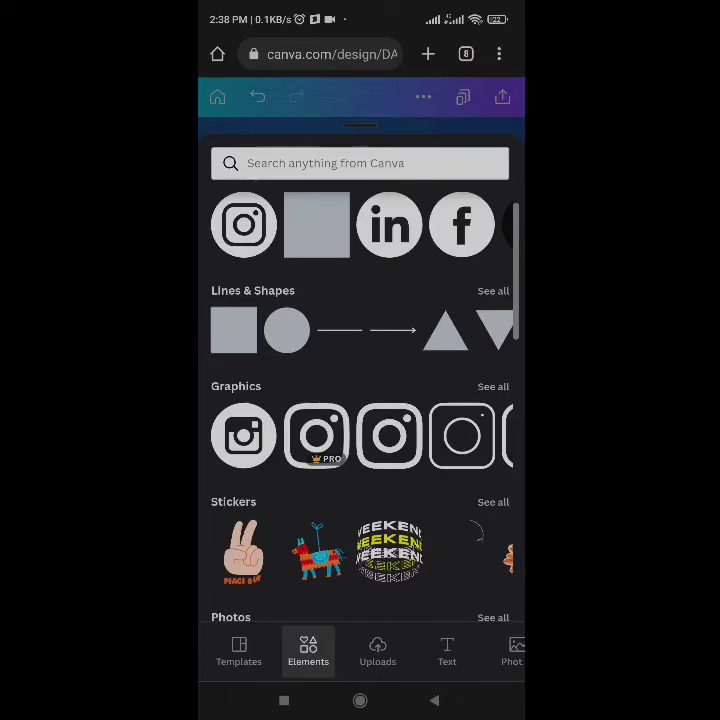 2:38 PM | 0.1KB/s
22
canva.com/design/DA
8
Search anything from Canva
in
f
Lines & Shapes
See all
Graphics
See all
PRO
Stickers
See all
PEACE OUT
WEEKEND
WEEKEND
WEEKEND
WEEKEND
Photos
See all
Templates
Elements
Uploads
Text
Phot